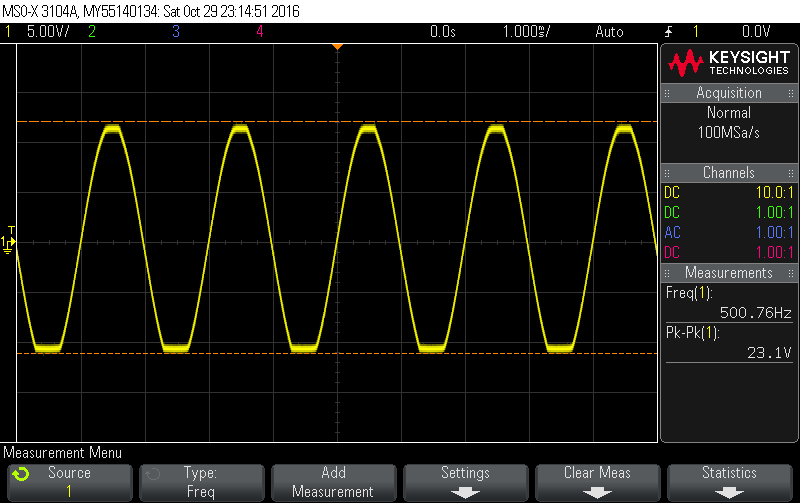 MSO-X 3104A, MY55140134: Sat Oct 29 23:14:51 2016
1 5.00V/ 2 3 4 0.0s 1.000ms/ Auto 1 0.0V
T
1
KEYSIGHT
TECHNOLOGIES
Acquisition
Normal
100MSa/s
Channels
DC 10.0:1
DC 1.00:1
AC 1.00:1
DC 1.00:1
Measurements
Freq(1):
500.76Hz
Pk-Pk(1):
23.1V
Measurement Menu
Source
1
Type:
Freq
Add
Measurement
Settings
Clear Meas
Statistics